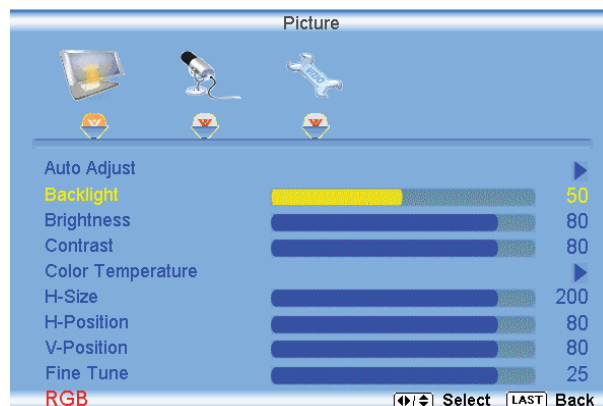 Picture
VIZIO
Auto Adjust
Backlight 50
Brightness 80
Contrast 80
Color Temperature
H-Size 200
H-Position 80
V-Position 80
Fine Tune 25
RGB
Select LAST Back